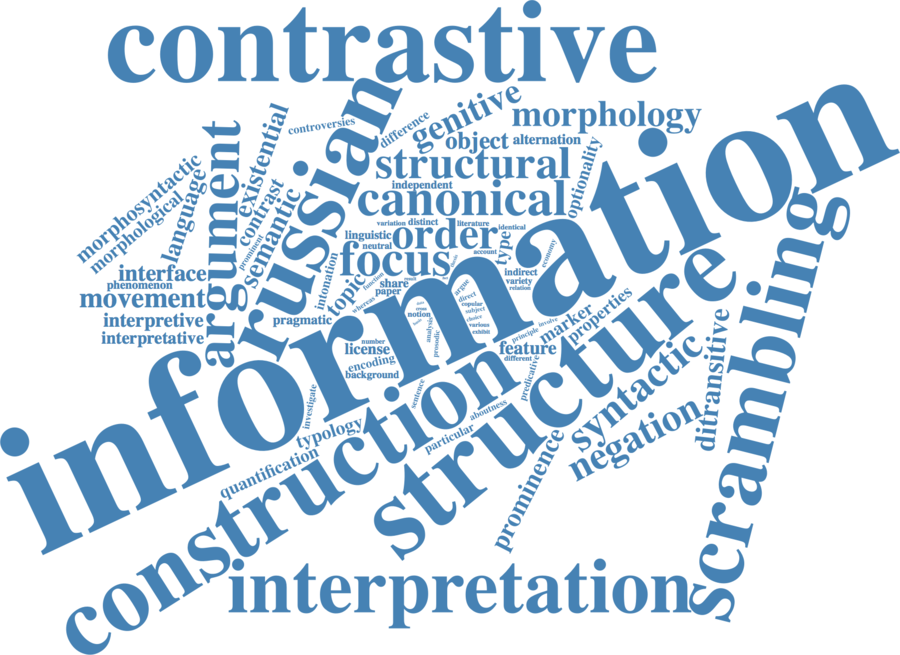 contrastive
russian
controversies
difference
genitive
morphology
existential
argument
object
alternation
optionality
morphosyntactic
morphological
language
contrast
prominent
semantic
structural
independent
canonical
information
variation
distinct
literature
identical
linguistic
neutral
order
type
economy
account
focus
interface
phenomenon
movement
interpretive
interpretative
pragmatic
intonation
topic
function
share
paper
whereas
notion
argue
direct
copular
subject
choice
various
exhibit
indirect
variety
relation
analysis
prosodic
number
license
encoding
background
principle
involve
marker
properties
feature
different
structure
scrambling
ditransitive
syntactic
negation
predicative
sentence
aboutness
particular
investigate
typology
quantification
construction
prominence
interpretation